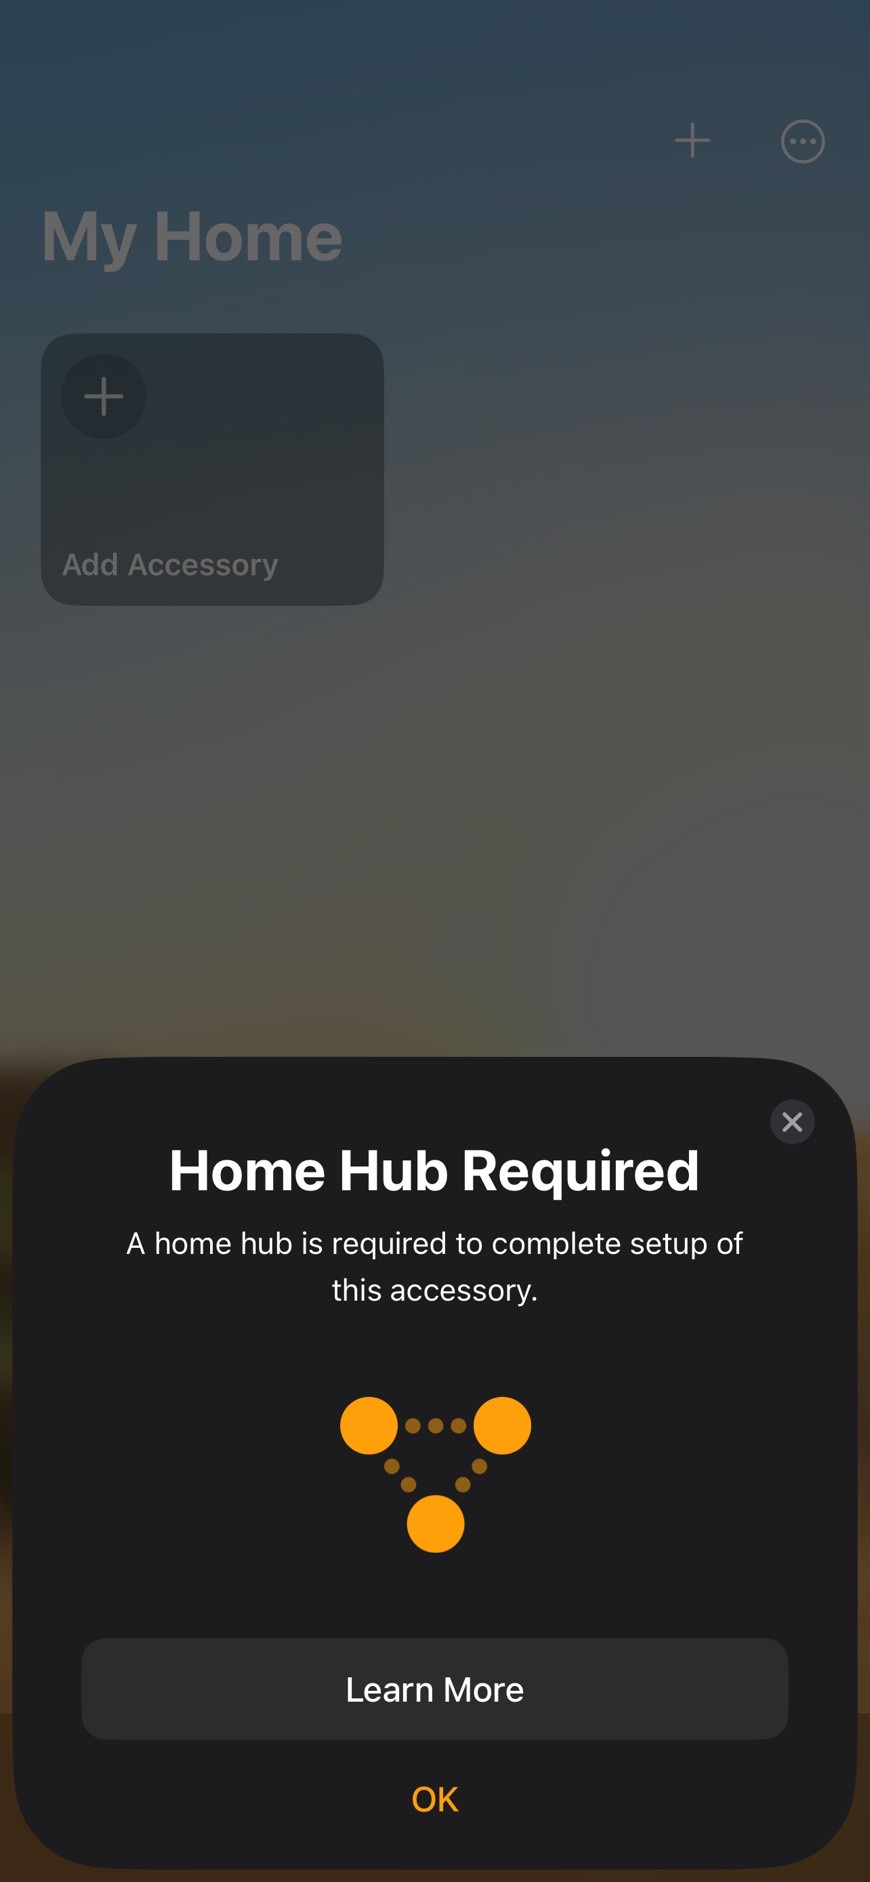 My Home
Add Accessory
Home Hub Required
A home hub is required to complete setup of
this accessory.
Learn More
OK